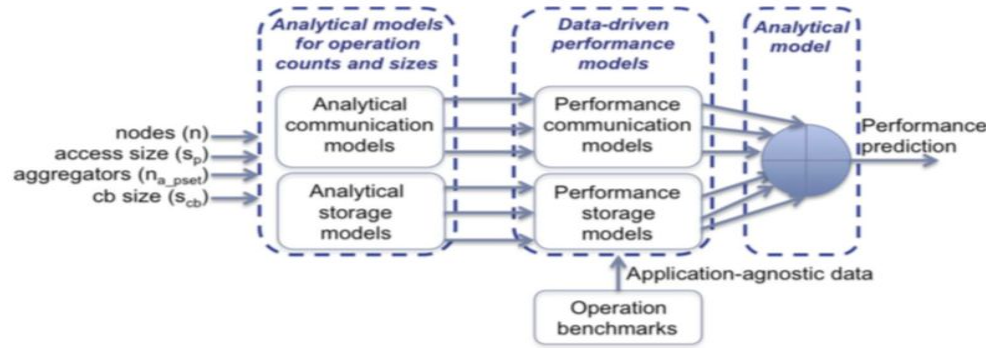 Analytical models
for operation
counts and sizes
Data-driven
performance
models
Analytical
model
nodes (n)
access size (sp)
aggregators (na_pset)
cb size (scb)
Analytical
communication
models
Performance
communication
models
Performance
prediction
Analytical
storage
models
Performance
storage
models
Application-agnostic data
Operation
benchmarks